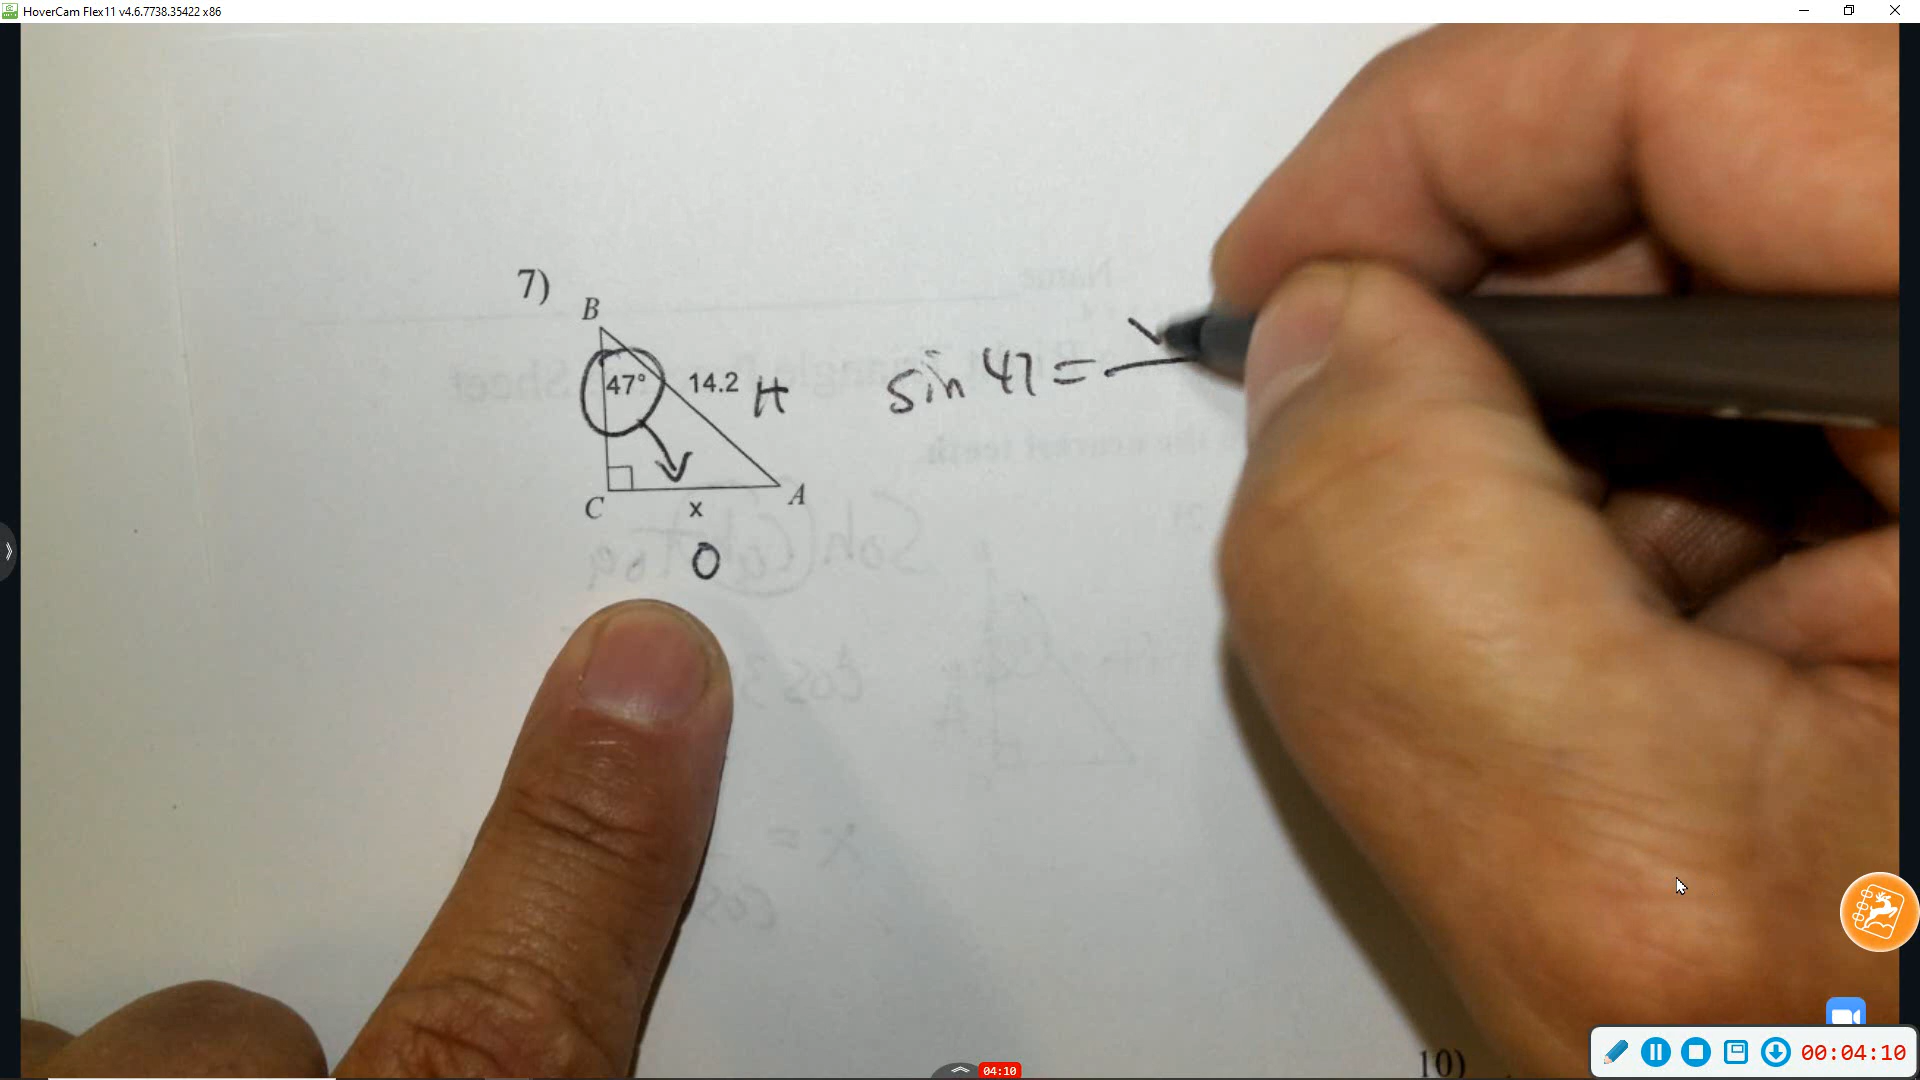 HoverCam Flex11 v4.6.7738.35422 x86
7)
B
47° 14.2 H
sin 47 =
C x A
O
10)
04:10
00:04:10